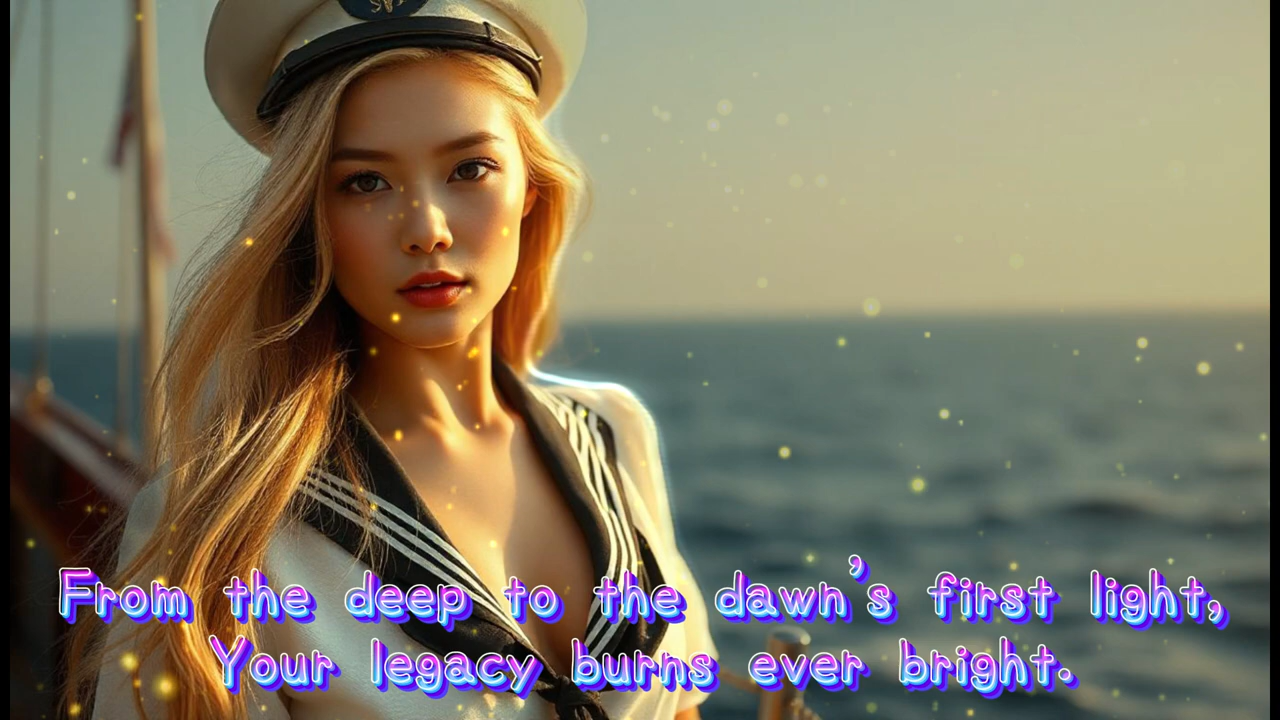 From the deep to the dawn's first light,
Your legacy burns ever bright.